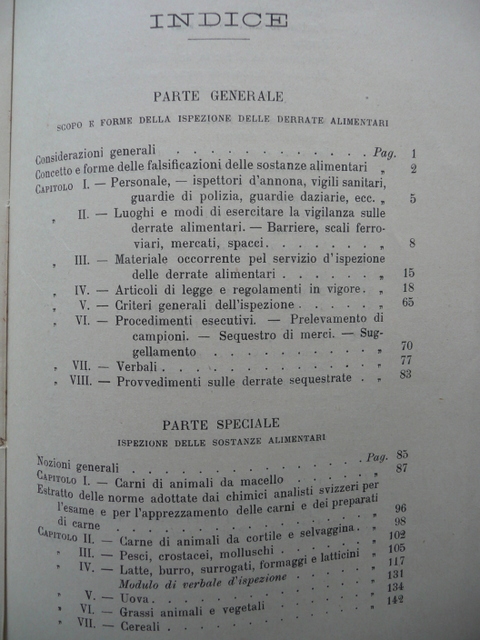 INDICE
PARTE GENERALE
SCOPO E FORME DELLA ISPEZIONE DELLE DERRATE ALIMENTARI
Considerazioni generali . . . . . . . . . . . . Pag. 1
Concetto e forme delle falsificazioni delle sostanze alimentari „ 2
CAPITOLO I. — Personale, — ispettori d'annona, vigili sanitari,
guardie di polizia, guardie daziarie, ecc. „ 5
„ II. — Luoghi e modi di esercitare la vigilanza sulle
derrate alimentari. — Barriere, scali ferro-
viari, mercati, spacci. . . . . . . . „ 8
„ III. — Materiale occorrente pel servizio d'ispezione
delle derrate alimentari . . . . . . „ 15
„ IV. — Articoli di legge e regolamenti in vigore. „ 18
„ V. — Criteri generali dell'ispezione . . . . . „ 65
„ VI. — Procedimenti esecutivi. — Prelevamento di
campioni. — Sequestro di merci. — Sug-
gellamento . . . . . . . . . . . „ 70
„ VII. — Verbali . . . . . . . . . . . . . „ 77
„ VIII. — Provvedimenti sulle derrate sequestrate . „ 83
PARTE SPECIALE
ISPEZIONE DELLE SOSTANZE ALIMENTARI
Nozioni generali . . . . . . . . . . . . . Pag. 85
CAPITOLO I. — Carni di animali da macello . . . . . . „ 87
Estratto delle norme adottate dai chimici analisti svizzeri per
l'esame e per l'apprezzamento delle carni e dei preparati
di carne . . . . . . . . . . . . . . „ 96
CAPITOLO II. — Carne di animali da cortile e selvaggina. „ 98
„ III. — Pesci, crostacei, molluschi . . . . . . „ 102
„ IV. — Latte, burro, surrogati, formaggi e latticini „ 105
Modulo di verbale d'ispezione . . . . . „ 117
„ V. — Uova. . . . . . . . . . . . . . „ 131
„ VI. — Grassi animali e vegetali . . . . . . „ 134
„ VII. — Cereali . . . . . . . . . . . . . „ 142